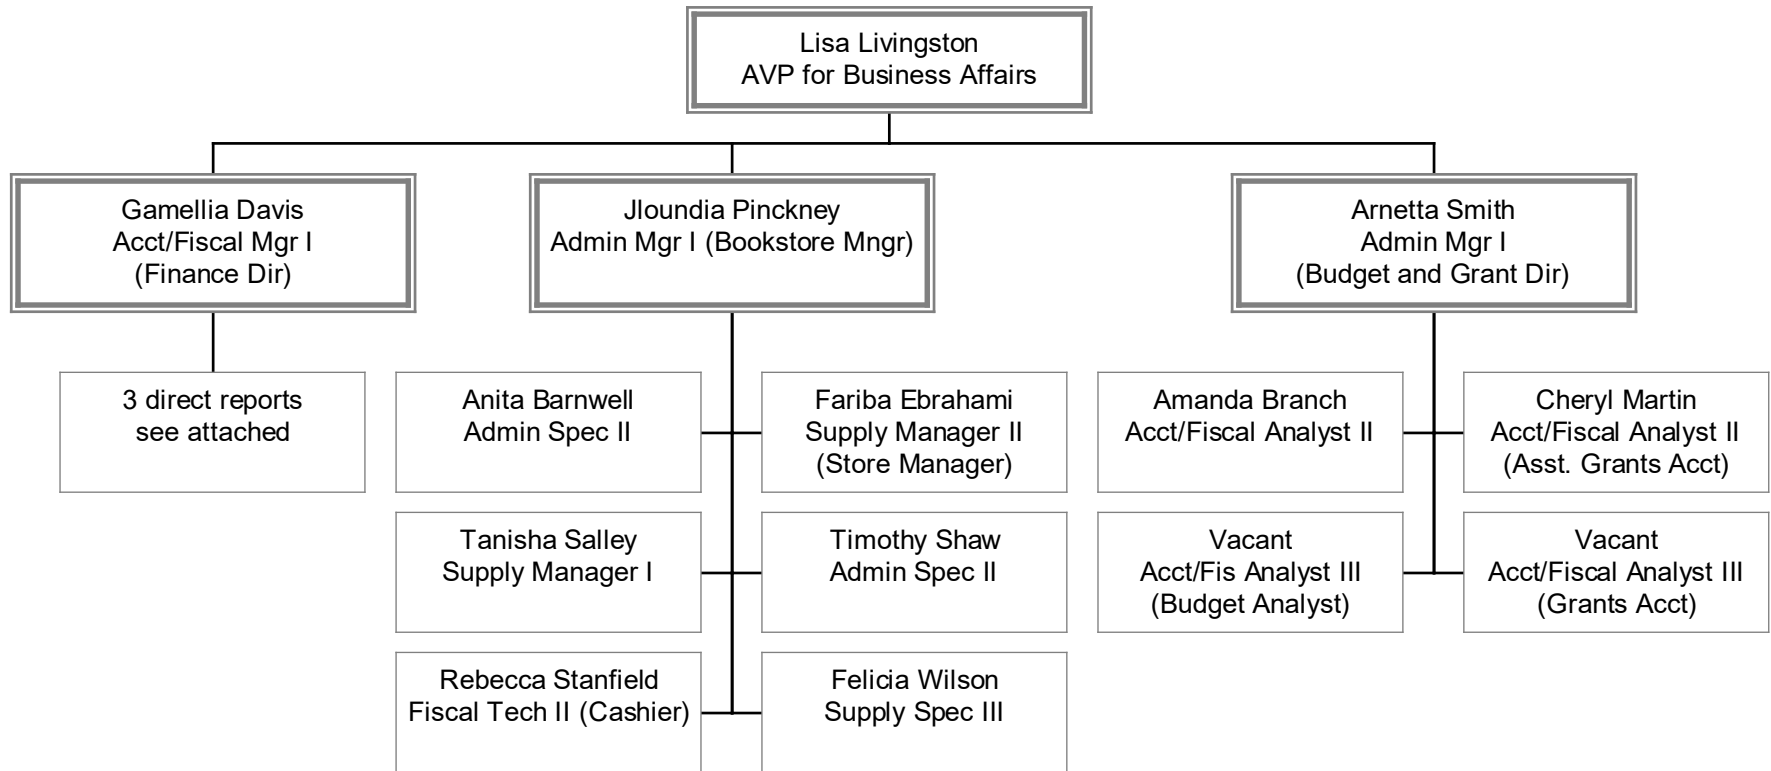 Lisa Livingston
AVP for Business Affairs
Gamellia Davis
Acct/Fiscal Mgr I
(Finance Dir)
Jloundia Pinckney
Admin Mgr I (Bookstore Mngr)
Arnetta Smith
Admin Mgr I
(Budget and Grant Dir)
3 direct reports
see attached
Anita Barnwell
Admin Spec II
Fariba Ebrahami
Supply Manager II
(Store Manager)
Amanda Branch
Acct/Fiscal Analyst II
Cheryl Martin
Acct/Fiscal Analyst II
(Asst. Grants Acct)
Tanisha Salley
Supply Manager I
Timothy Shaw
Admin Spec II
Vacant
Acct/Fis Analyst III
(Budget Analyst)
Vacant
Acct/Fiscal Analyst III
(Grants Acct)
Rebecca Stanfield
Fiscal Tech II (Cashier)
Felicia Wilson
Supply Spec III